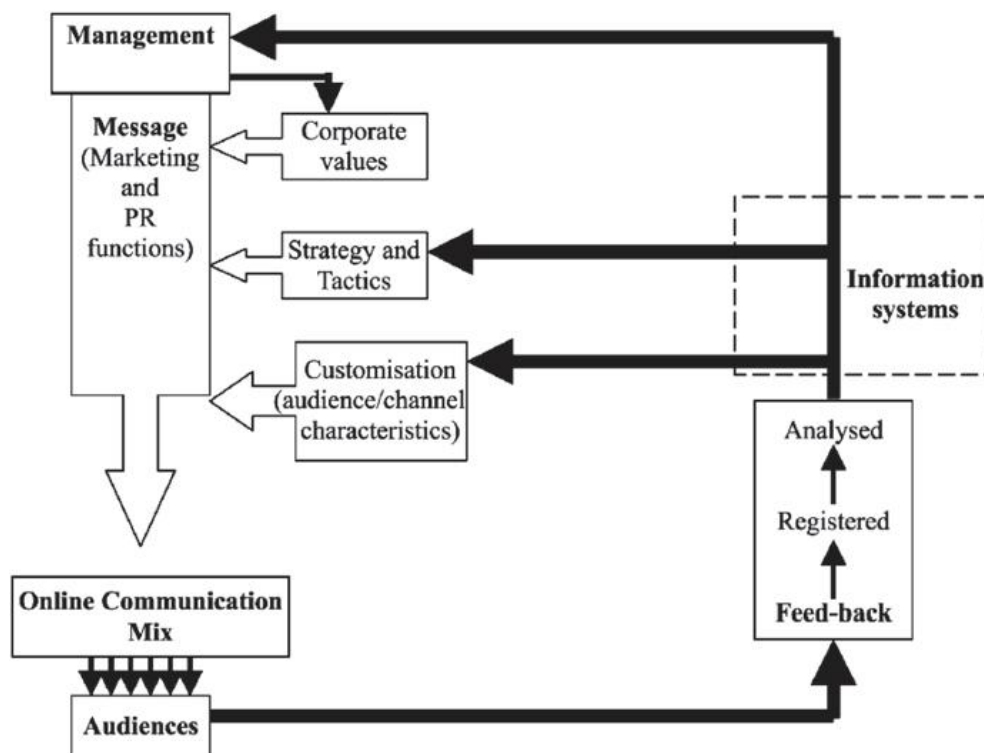 Management
Message
(Marketing
and
PR
functions)
Corporate
values
Strategy and
Tactics
Customisation
(audience/channel
characteristics)
Information
systems
Analysed
Registered
Feed-back
Online Communication
Mix
Audiences